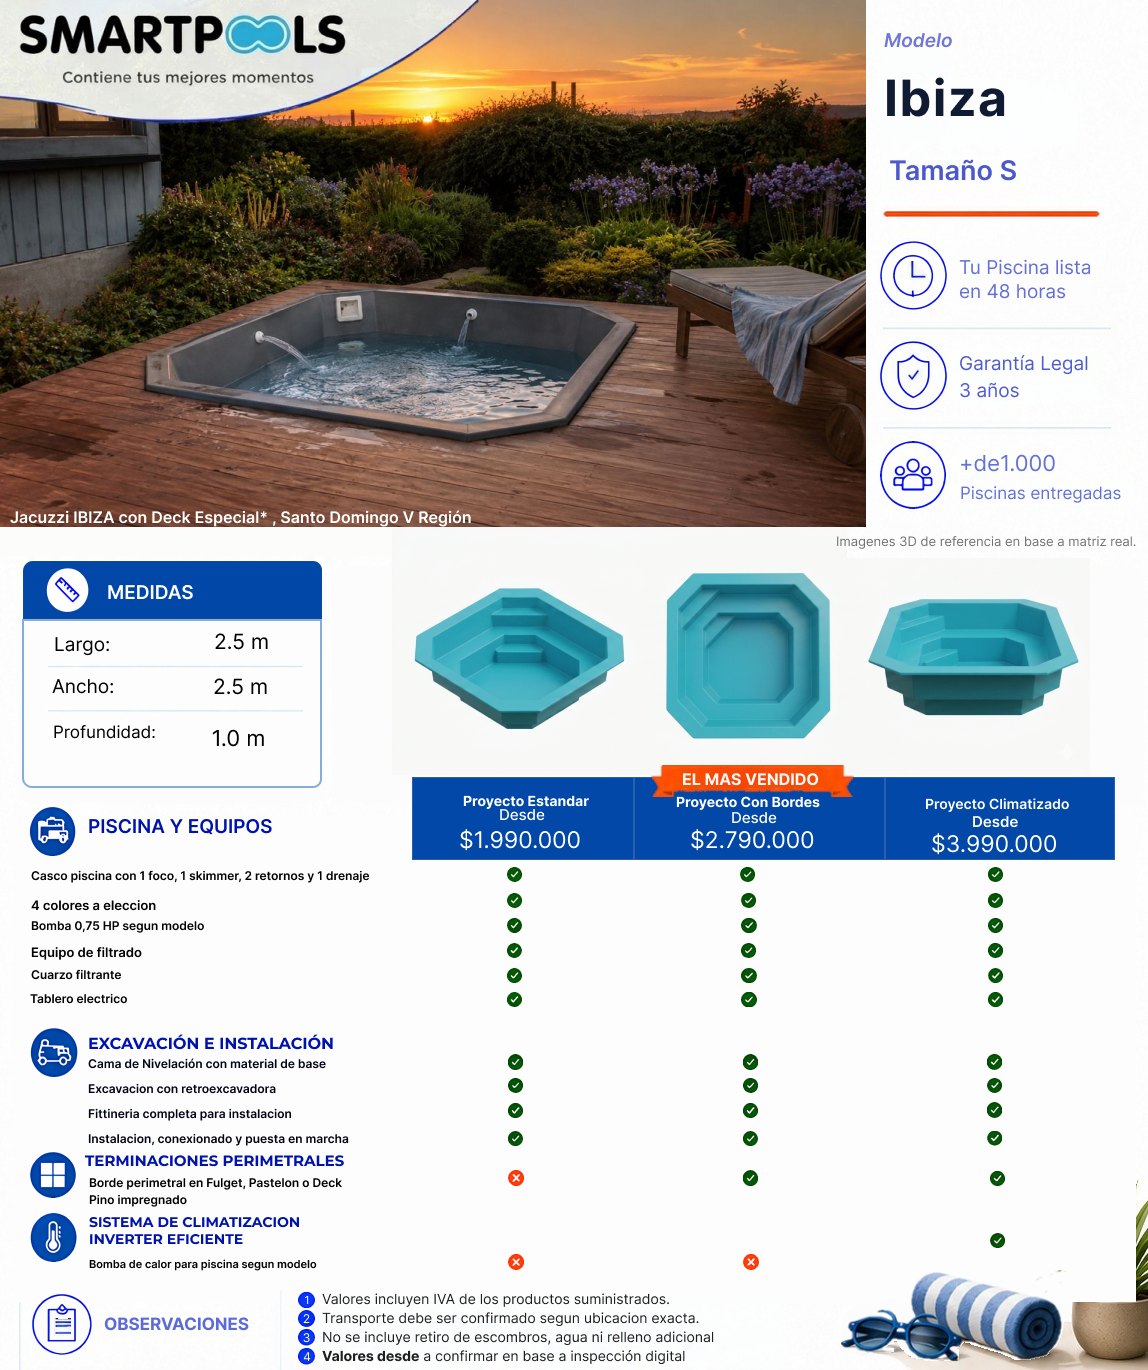 SMARTPOOLS
Contiene tus mejores momentos
Modelo
Ibiza
Tamaño S
Tu Piscina lista
en 48 horas
Garantía Legal
3 años
+de1.000
Piscinas entregadas
Jacuzzi IBIZA con Deck Especial* , Santo Domingo V Región
Imagenes 3D de referencia en base a matriz real.
MEDIDAS
Largo: 2.5 m
Ancho: 2.5 m
Profundidad: 1.0 m
EL MAS VENDIDO
Proyecto Estandar
Desde
$1.990.000
Proyecto Con Bordes
Desde
$2.790.000
Proyecto Climatizado
Desde
$3.990.000
PISCINA Y EQUIPOS
Casco piscina con 1 foco, 1 skimmer, 2 retornos y 1 drenaje
4 colores a eleccion
Bomba 0,75 HP segun modelo
Equipo de filtrado
Cuarzo filtrante
Tablero electrico
EXCAVACIÓN E INSTALACIÓN
Cama de Nivelación con material de base
Excavacion con retroexcavadora
Fittineria completa para instalacion
Instalacion, conexionado y puesta en marcha
TERMINACIONES PERIMETRALES
Borde perimetral en Fulget, Pastelon o Deck
Pino impregnado
SISTEMA DE CLIMATIZACION
INVERTER EFICIENTE
Bomba de calor para piscina segun modelo
OBSERVACIONES
1 Valores incluyen IVA de los productos suministrados.
2 Transporte debe ser confirmado segun ubicacion exacta.
3 No se incluye retiro de escombros, agua ni relleno adicional
4 Valores desde a confirmar en base a inspección digital